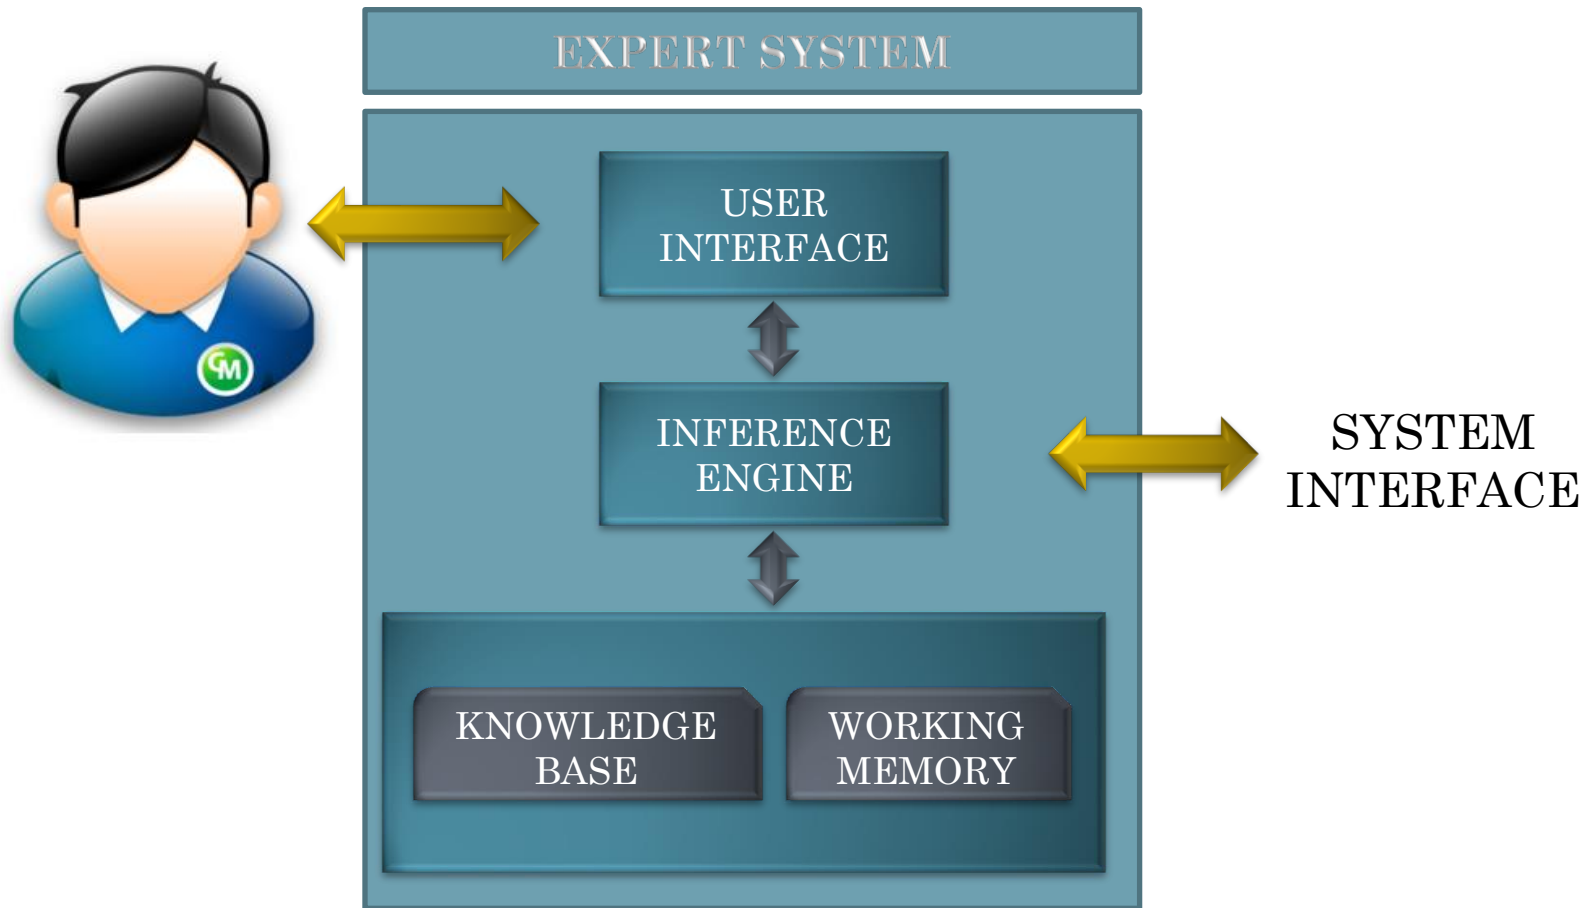 EXPERT SYSTEM
USER
INTERFACE
GM
INFERENCE
ENGINE
SYSTEM
INTERFACE
KNOWLEDGE
BASE
WORKING
MEMORY